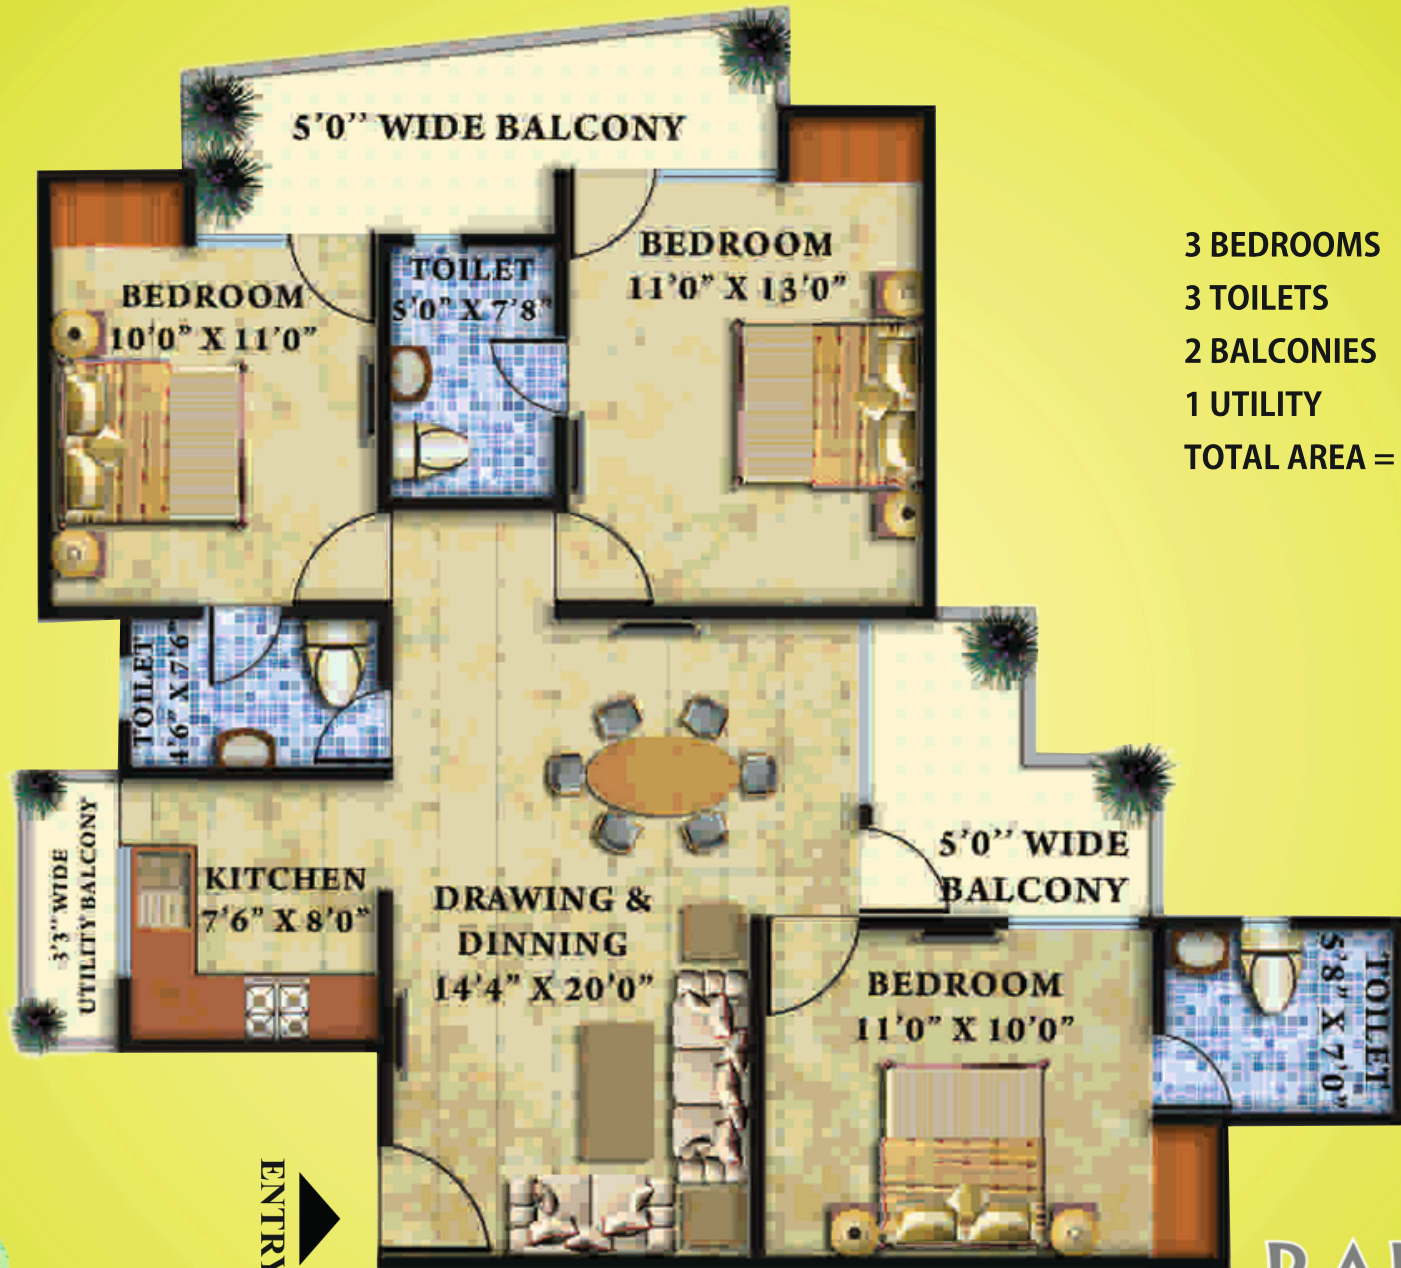 5'0'' WIDE BALCONY
BEDROOM
11'0" X 13'0"
TOILET
5'0" X 7'8"
BEDROOM
10'0" X 11'0"
3 BEDROOMS
3 TOILETS
2 BALCONIES
1 UTILITY
TOTAL AREA =
TOILET
4'6" X 7'6"
3'3'' WIDE
UTILITY BALCONY
KITCHEN
7'6" X 8'0"
DRAWING &
DINNING
14'4" X 20'0"
5'0'' WIDE
BALCONY
BEDROOM
11'0" X 10'0"
TOILET
5'8" X 7'0"
ENTRY